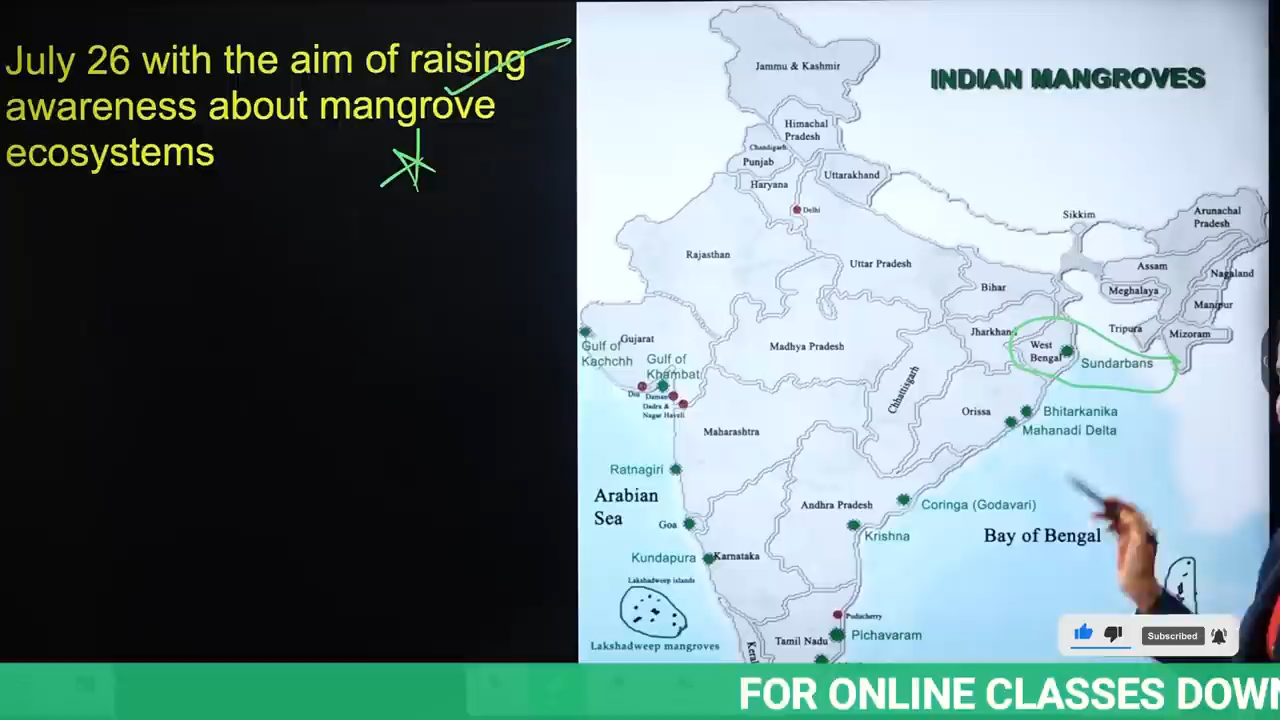 July 26 with the aim of raising
awareness about mangrove
ecosystems
INDIAN MANGROVES
Jammu & Kashmir
Himachal
Pradesh
Chandigarh
Punjab
Haryana
Uttarakhand
Delhi
Sikkim
Arunachal
Pradesh
Rajasthan
Uttar Pradesh
Assam
Nagaland
Bihar
Meghalaya
Manipur
Gujarat
Gulf of
Kachchh
Gulf of
Khambat
Madhya Pradesh
Jharkhand
West
Bengal
Tripura
Mizoram
Sundarbans
Diu
Daman
Dadra &
Nagar Haveli
Chhattisgarh
Orissa
Bhitarkanika
Mahanadi Delta
Maharashtra
Ratnagiri
Arabian
Sea
Andhra Pradesh
Coringa (Godavari)
Goa
Krishna
Bay of Bengal
Kundapura
Karnataka
Lakshadweep islands
Lakshadweep mangroves
Puducherry
Tamil Nadu
Pichavaram
Keral
Subscribed
FOR ONLINE CLASSES DOWN